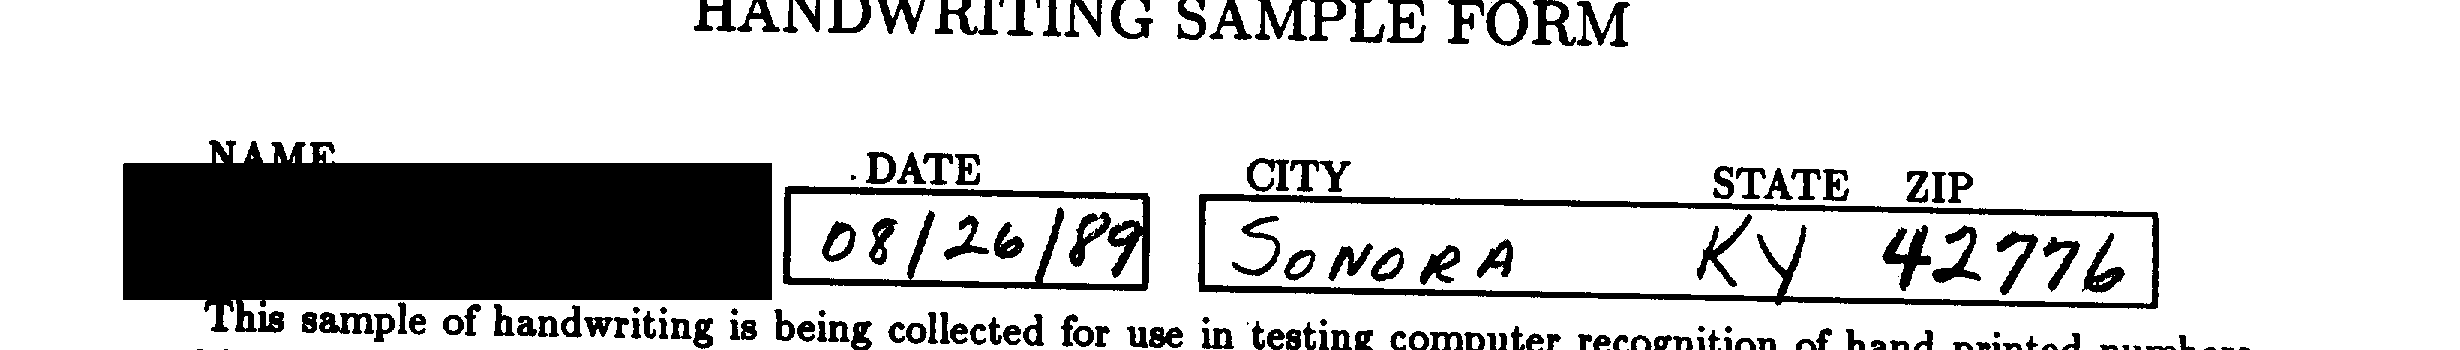 HANDWRITING SAMPLE FORM
NAME DATE CITY STATE ZIP
08/26/89 SONORA KY 42776
This sample of handwriting is being collected for use in testing computer recognition of hand printed numbers